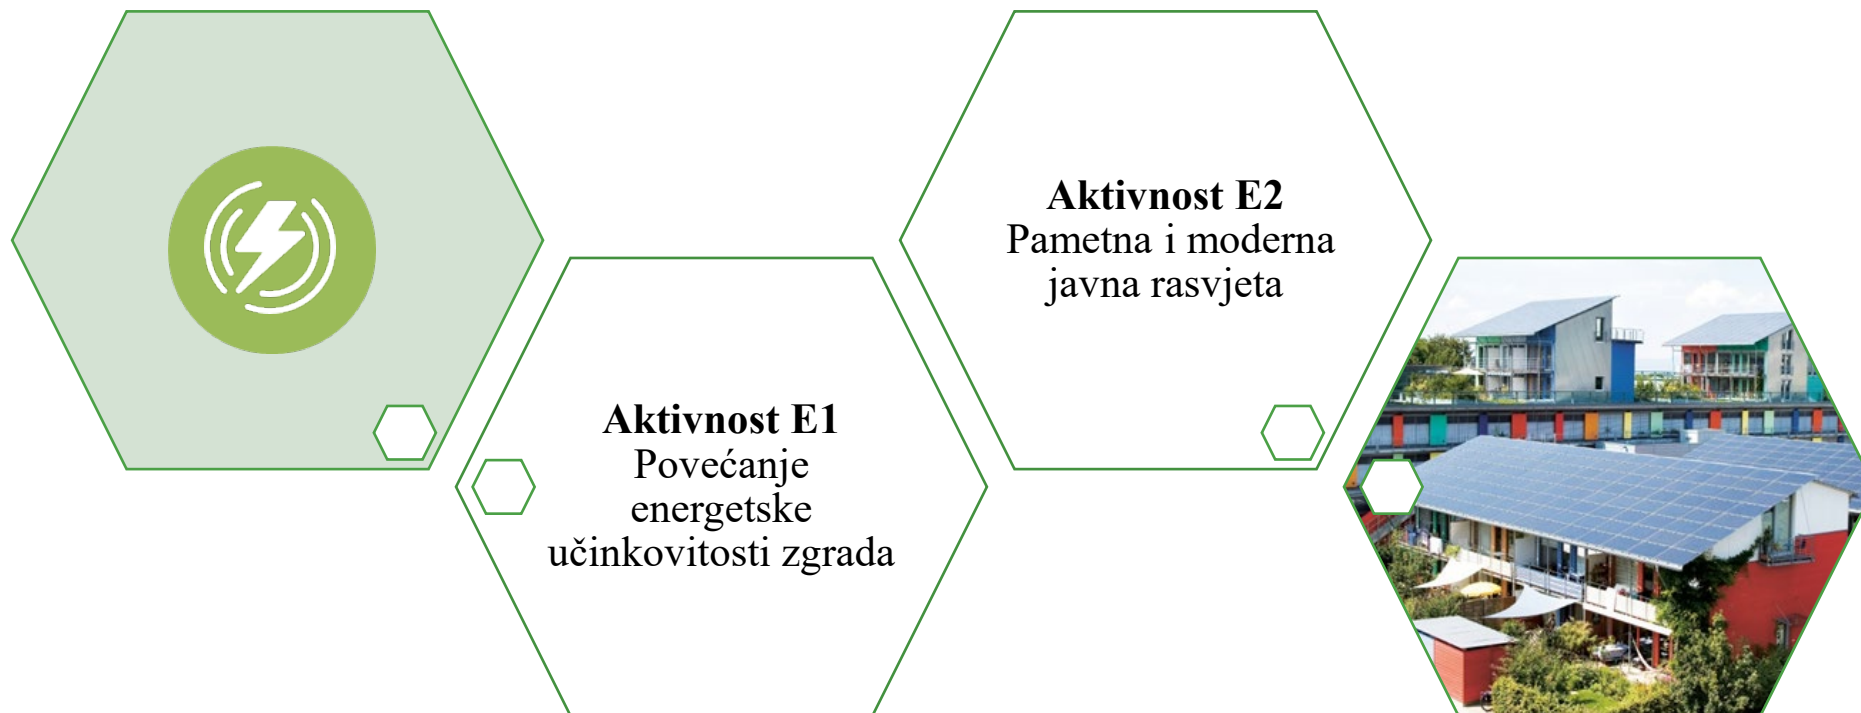 Aktivnost E1
Povećanje
energetske
učinkovitosti zgrada
Aktivnost E2
Pametna i moderna
javna rasvjeta